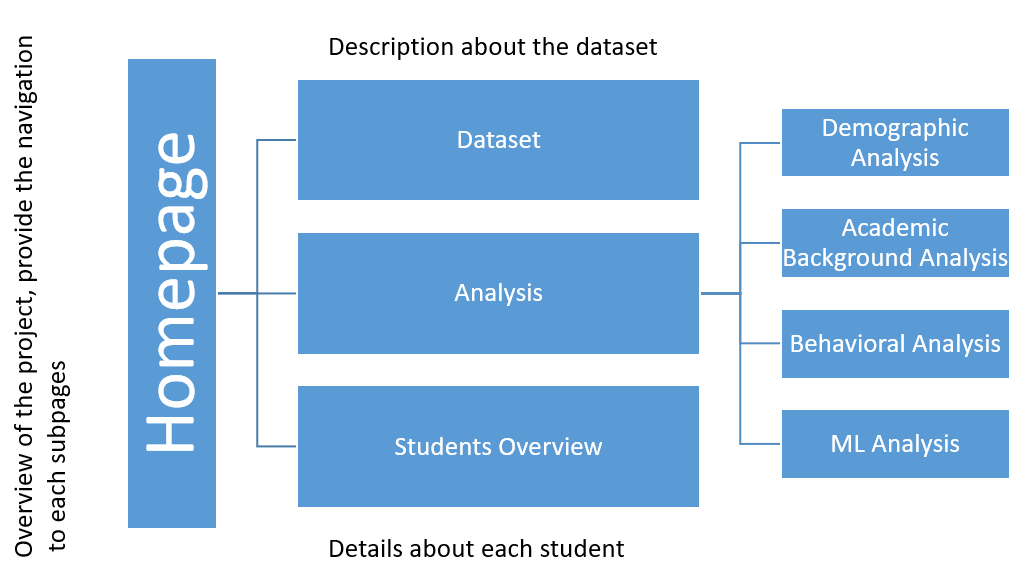 Overview of the project, provide the navigation
to each subpages
Homepage
Description about the dataset
Dataset
Analysis
Students Overview
Details about each student
Demographic
Analysis
Academic
Background Analysis
Behavioral Analysis
ML Analysis